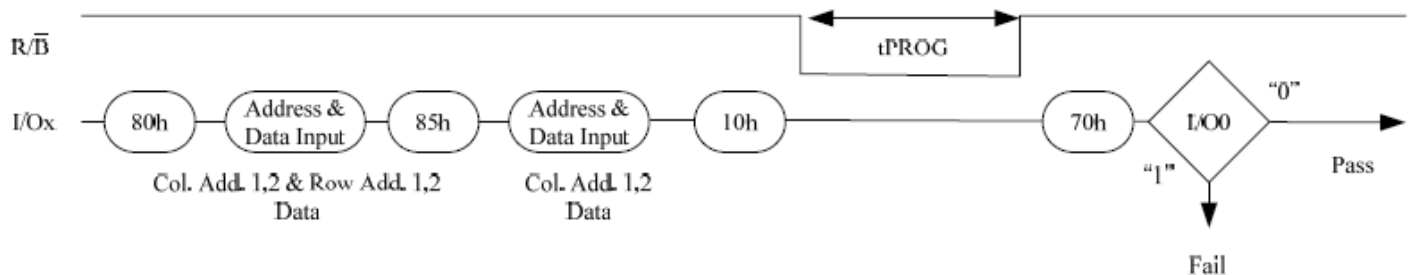 R/B̅
tPROG
I/Ox
80h
Address &
Data Input
85h
Address &
Data Input
10h
70h
I/O0
"0"
"1"
Pass
Fail
Col. Add. 1,2 & Row Add. 1,2
Data
Col. Add. 1,2
Data